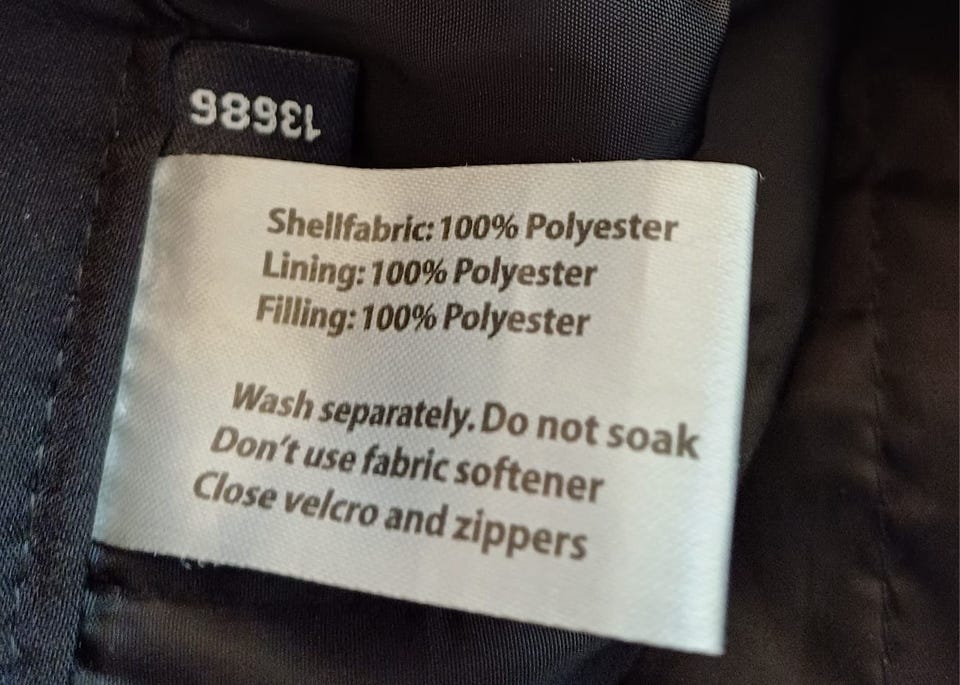 13686
Shellfabric: 100% Polyester
Lining: 100% Polyester
Filling: 100% Polyester
Wash separately. Do not soak
Don't use fabric softener
Close velcro and zippers